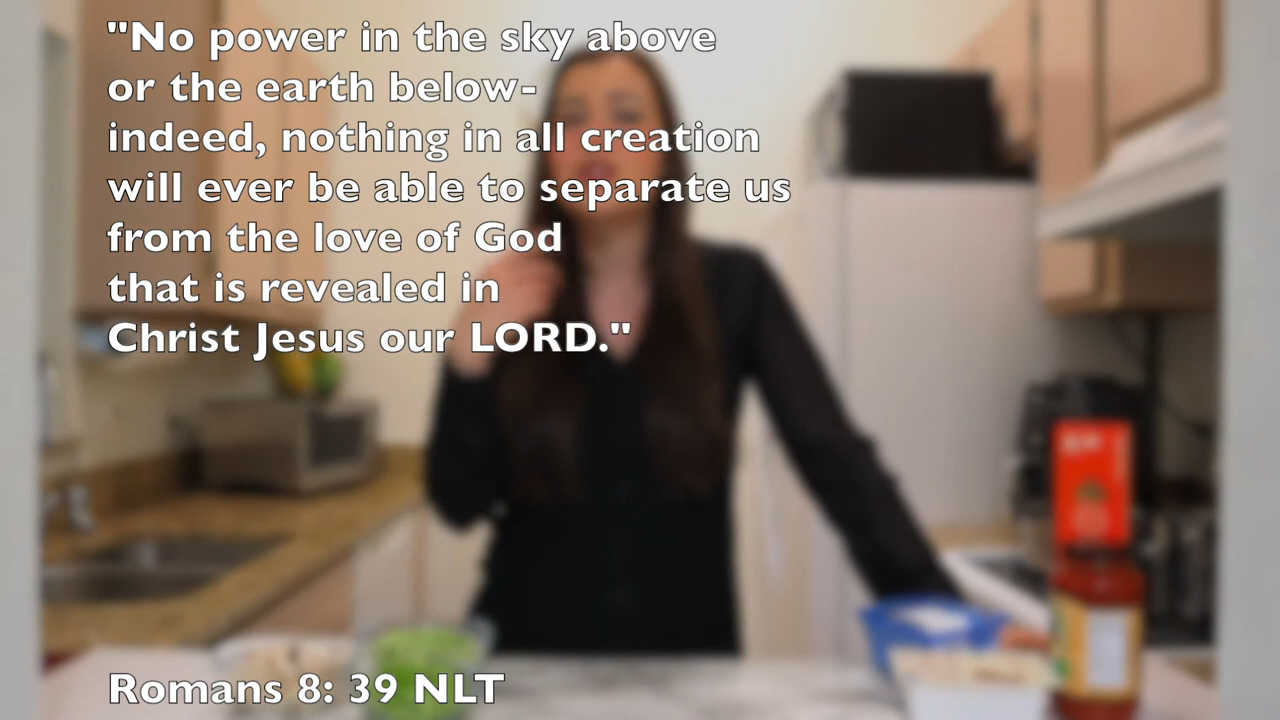 "No power in the sky above
or the earth below-
indeed, nothing in all creation
will ever be able to separate us
from the love of God
that is revealed in
Christ Jesus our LORD."
Romans 8: 39 NLT